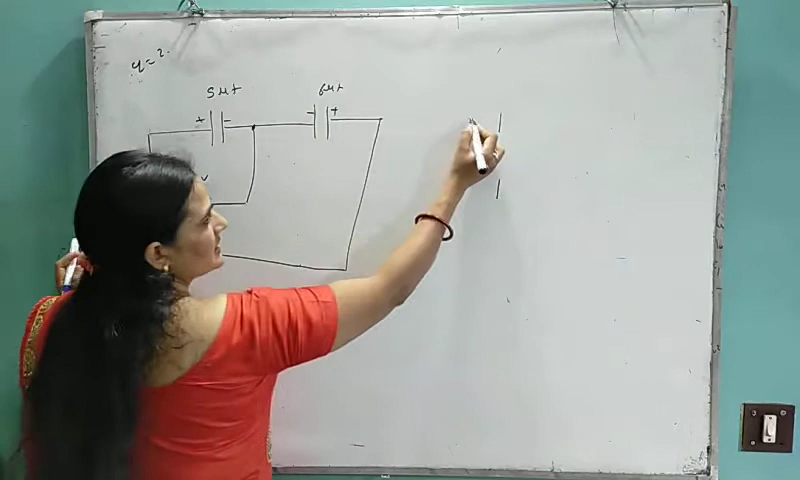 q = ?
5μf 6μf
+ - - +
v